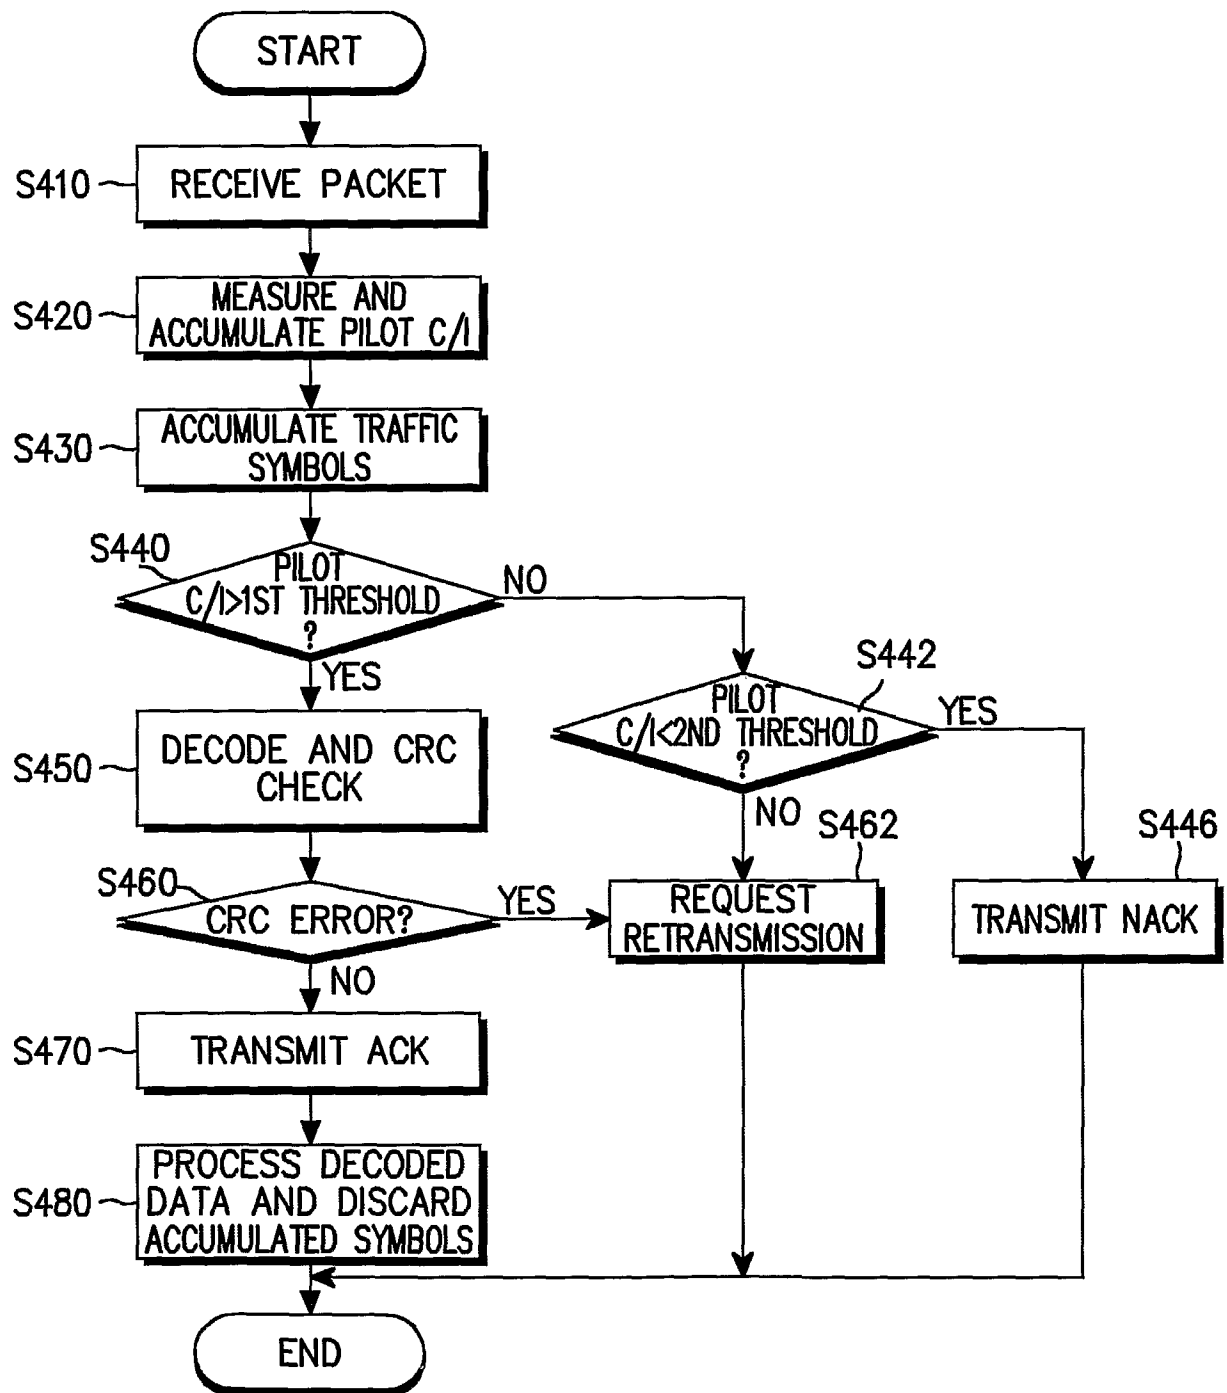 START
S410
RECEIVE PACKET
S420
MEASURE AND
ACCUMULATE PILOT C/I
S430
ACCUMULATE TRAFFIC
SYMBOLS
S440
PILOT
C/I>1ST THRESHOLD
?
NO
YES
S442
PILOT
C/I<2ND THRESHOLD
?
YES
NO
S450
DECODE AND CRC
CHECK
S460
CRC ERROR?
YES
NO
S462
REQUEST
RETRANSMISSION
S446
TRANSMIT NACK
S470
TRANSMIT ACK
S480
PROCESS DECODED
DATA AND DISCARD
ACCUMULATED SYMBOLS
END